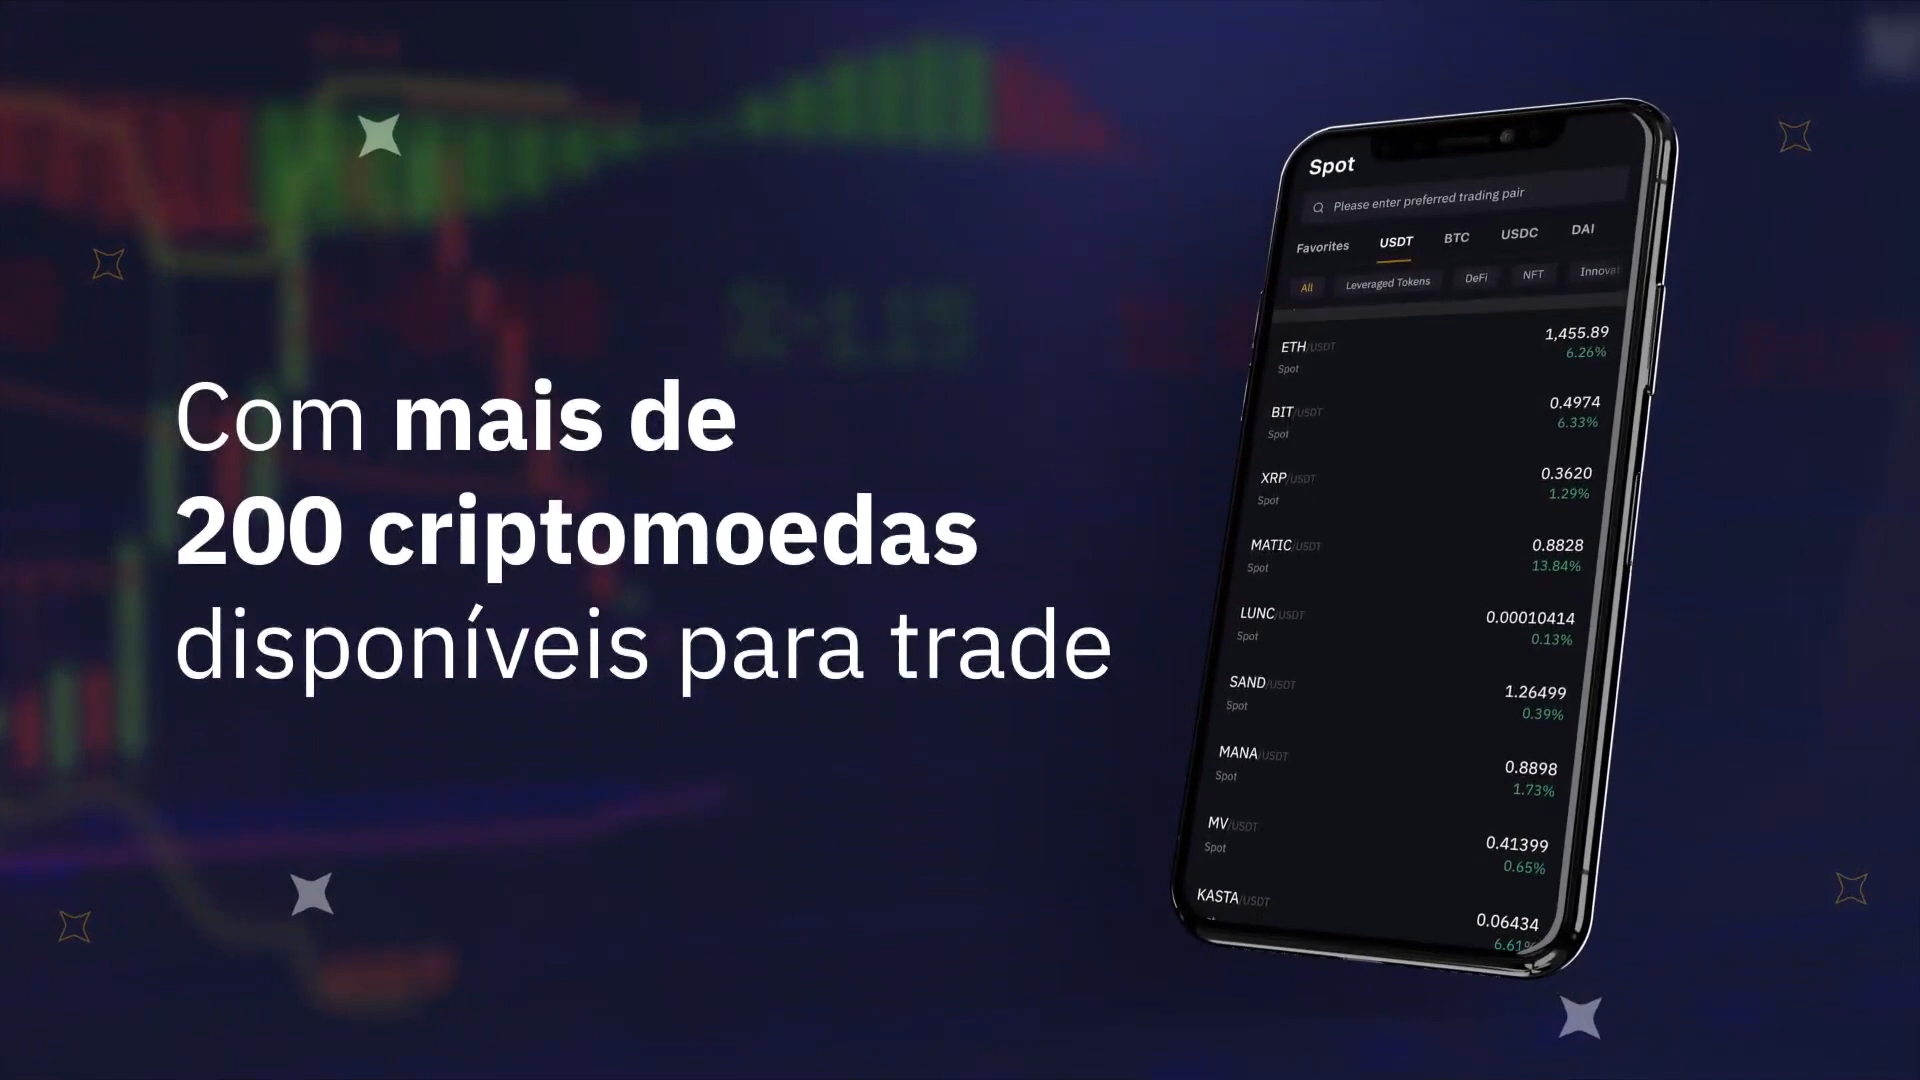 Com mais de
200 criptomoedas
disponíveis para trade
Spot
Please enter preferred trading pair
Favorites USDT BTC USDC DAI
All Leveraged Tokens DeFi NFT
ETH/USDT 1,455.89
Spot 6.26%
BIT/USDT 0.4974
Spot 6.33%
XRP/USDT 0.3620
Spot 1.29%
MATIC/USDT 0.8828
Spot 13.84%
LUNC/USDT 0.00010414
Spot 0.13%
SAND/USDT 1.26499
Spot 0.39%
MANA/USDT 0.8898
Spot 1.73%
MV/USDT 0.41399
Spot 0.65%
KASTA/USDT 0.06434
6.61%